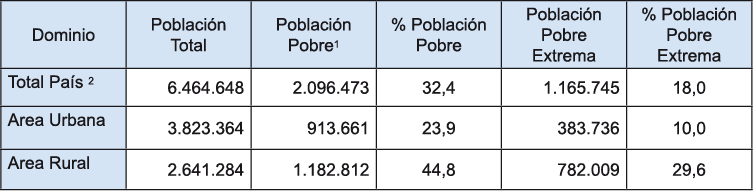 Dominio Población Total Población Pobre¹ % Población Pobre Población Pobre Extrema % Población Pobre Extrema
Total País ² 6.464.648 2.096.473 32,4 1.165.745 18,0
Area Urbana 3.823.364 913.661 23,9 383.736 10,0
Area Rural 2.641.284 1.182.812 44,8 782.009 29,6